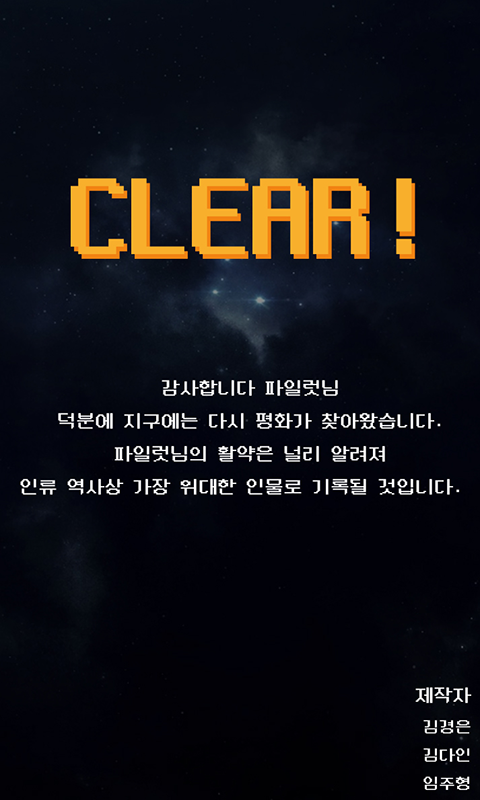 CLEAR!
감사합니다 파일럿님
덕분에 지구에는 다시 평화가 찾아왔습니다.
파일럿님의 활약은 널리 알려져
인류 역사상 가장 위대한 인물로 기록될 것입니다.
제작자
김경은
김다인
임주형